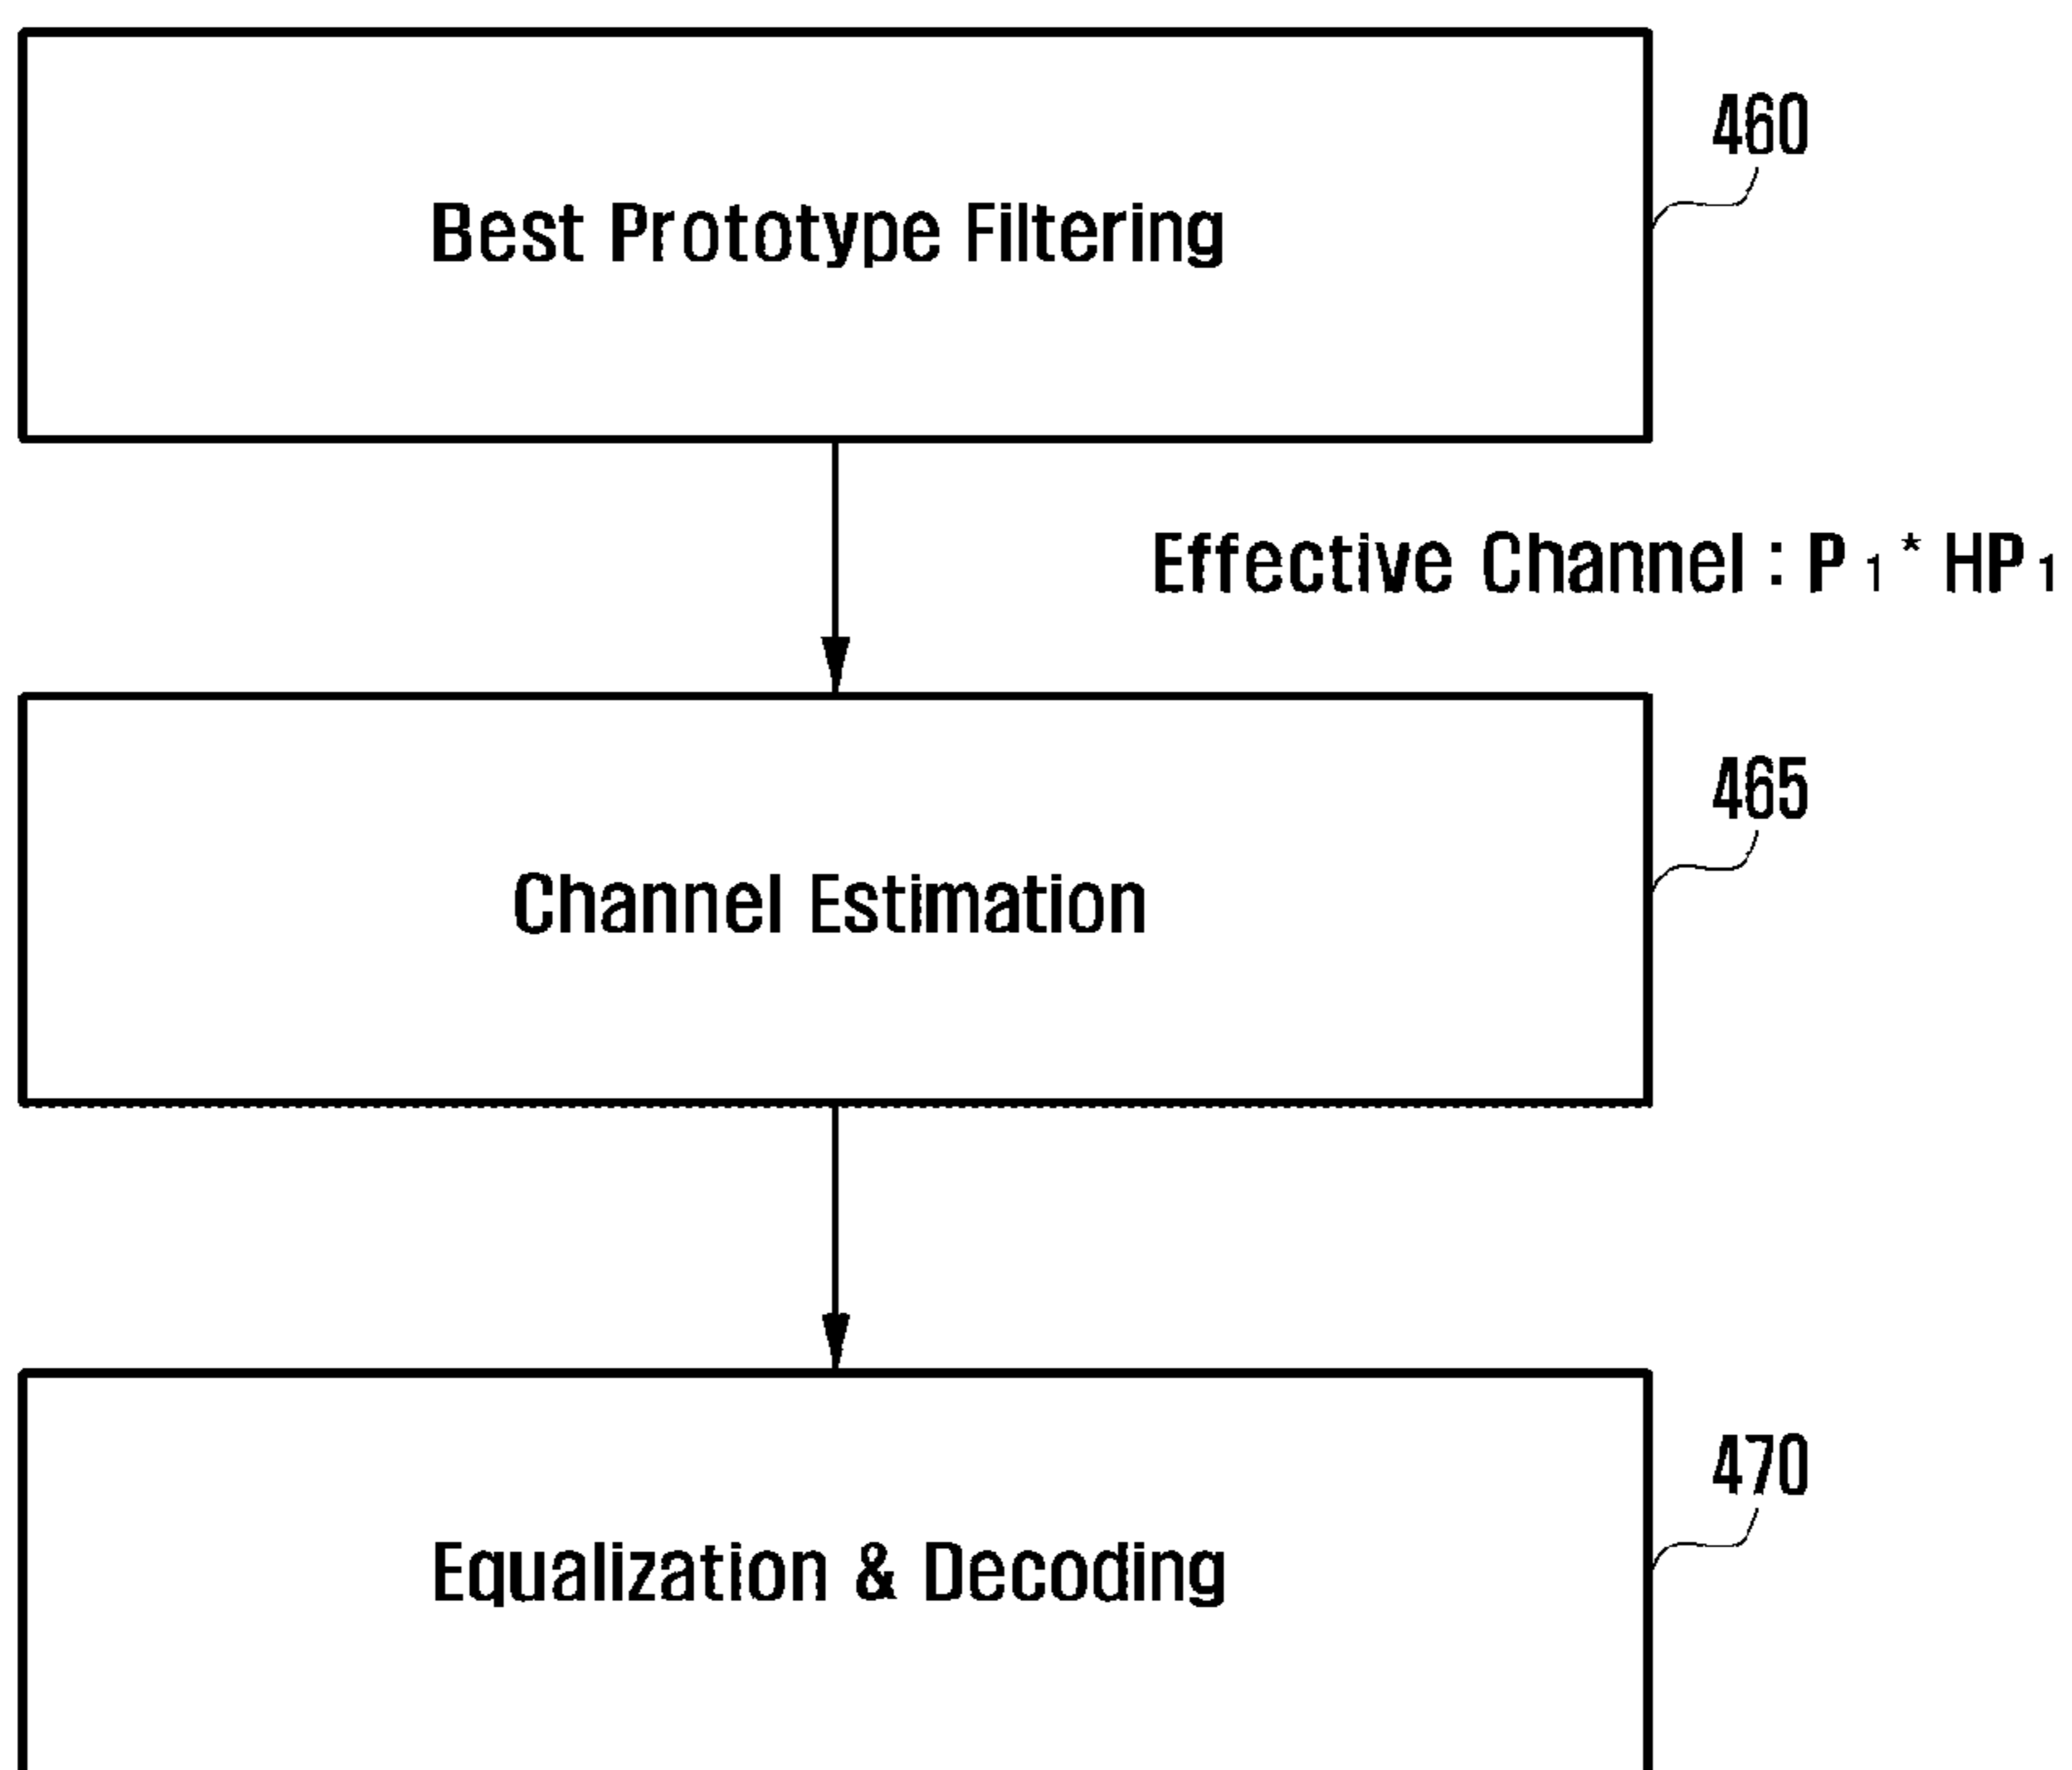 460
Best Prototype Filtering
Effective Channel : P₁* HP₁
465
Channel Estimation
470
Equalization & Decoding